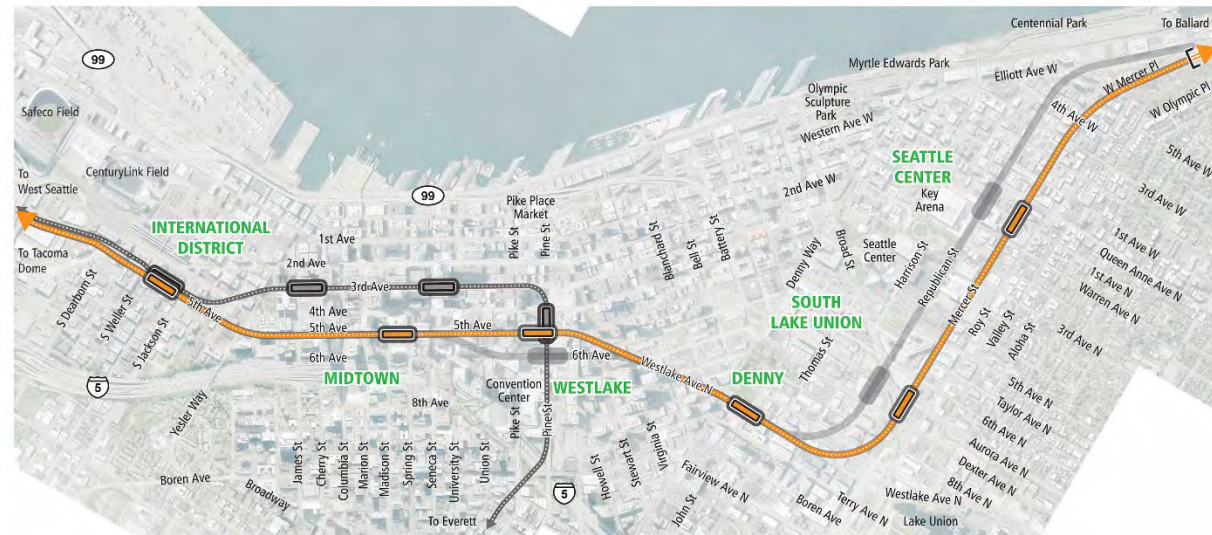 Centennial Park
To Ballard
Myrtle Edwards Park
Elliott Ave W
W Mercer Pl
W Olympic Pl
99
Safeco Field
CenturyLink Field
To
West Seattle
To Tacoma
Dome
INTERNATIONAL
DISTRICT
S Dearborn St
S Weller St
S Jackson St
5th Ave
5
Yesler Way
Boren Ave
Broadway
99
1st Ave
2nd Ave
3rd Ave
4th Ave
5th Ave
6th Ave
MIDTOWN
5th Ave
6th Ave
8th Ave
James St
Cherry St
Columbia St
Marion St
Madison St
Spring St
Seneca St
University St
Union St
Pike St
Pine St
Convention
Center
To Everett
5
Pike Place
Market
Pike St
Pine St
WESTLAKE
Howell St
Stewart St
Virginia St
Westlake Ave N
Blanchard St
Bell St
Battery St
Olympic
Sculpture
Park
Western Ave W
2nd Ave W
Denny Way
Broad St
Seattle
Center
SEATTLE
CENTER
Key
Arena
Harrison St
Republican St
SOUTH
LAKE UNION
DENNY
Thomas St
Mercer St
Roy St
Valley St
Aloha St
Fairview Ave N
John St
Boren Ave
Terry Ave N
Westlake Ave N
Lake Union
4th Ave W
5th Ave W
3rd Ave W
1st Ave W
Queen Anne Ave N
1st Ave N
Warren Ave N
3rd Ave N
5th Ave N
Taylor Ave N
6th Ave N
Aurora Ave N
Dexter Ave N
8th Ave N